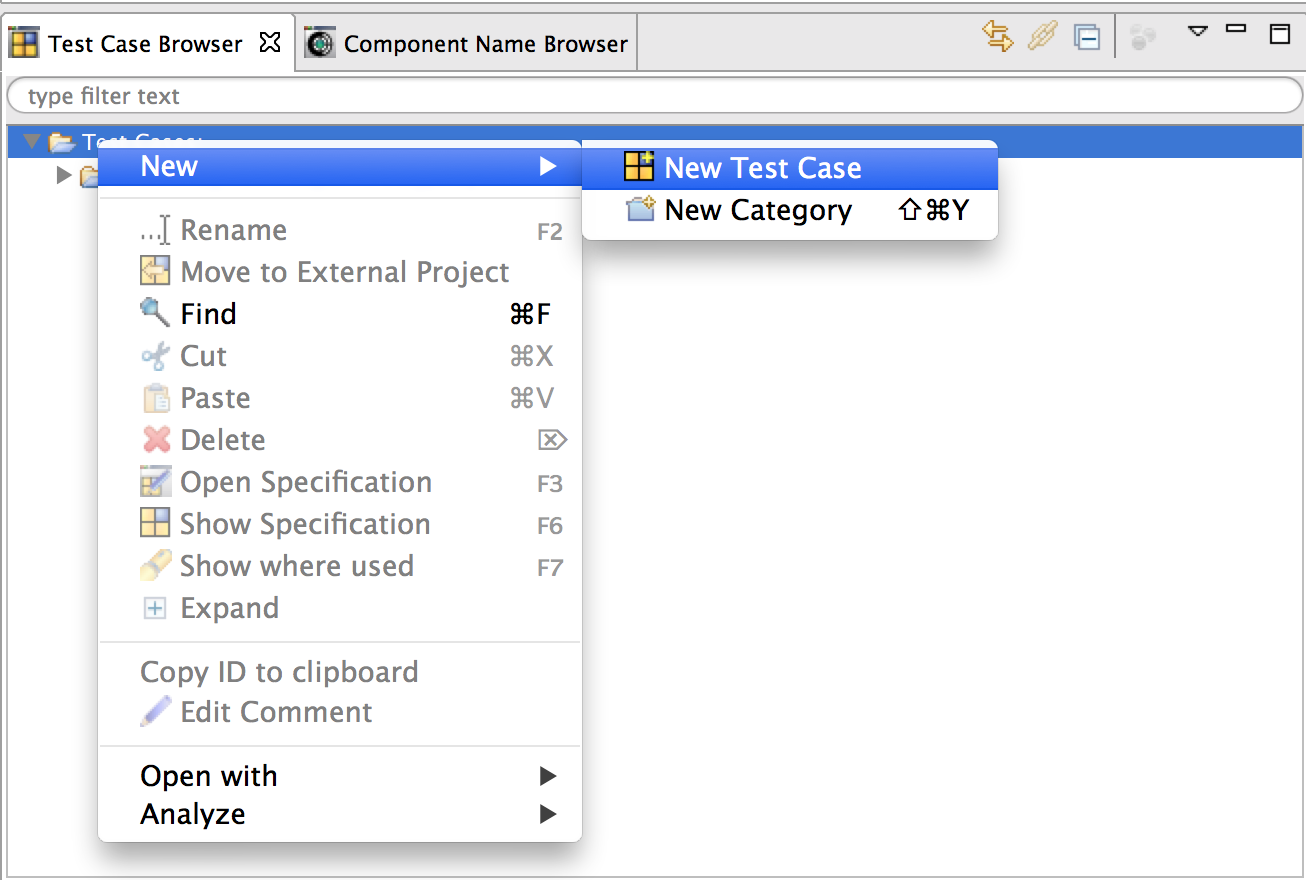 Test Case Browser
Component Name Browser
type filter text
Test Cases
New
New Test Case
New Category ⇧⌘Y
Rename F2
Move to External Project
Find ⌘F
Cut ⌘X
Paste ⌘V
Delete ⌦
Open Specification F3
Show Specification F6
Show where used F7
Expand
Copy ID to clipboard
Edit Comment
Open with
Analyze